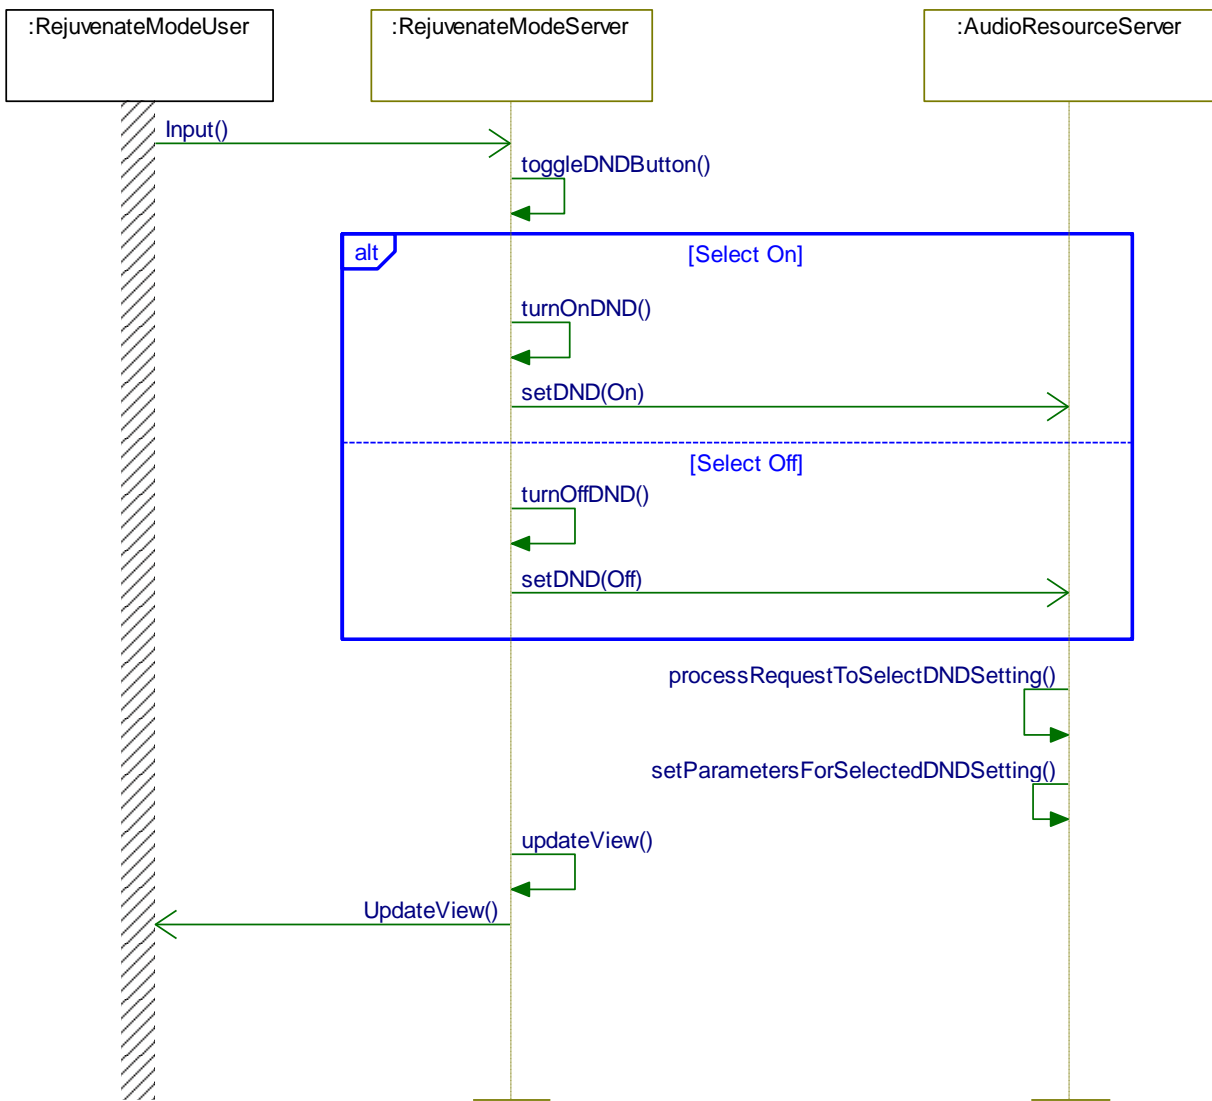 :RejuvenateModeUser
:RejuvenateModeServer
:AudioResourceServer
Input()
toggleDNDButton()
alt
[Select On]
turnOnDND()
setDND(On)
[Select Off]
turnOffDND()
setDND(Off)
processRequestToSelectDNDSetting()
setParametersForSelectedDNDSetting()
updateView()
UpdateView()